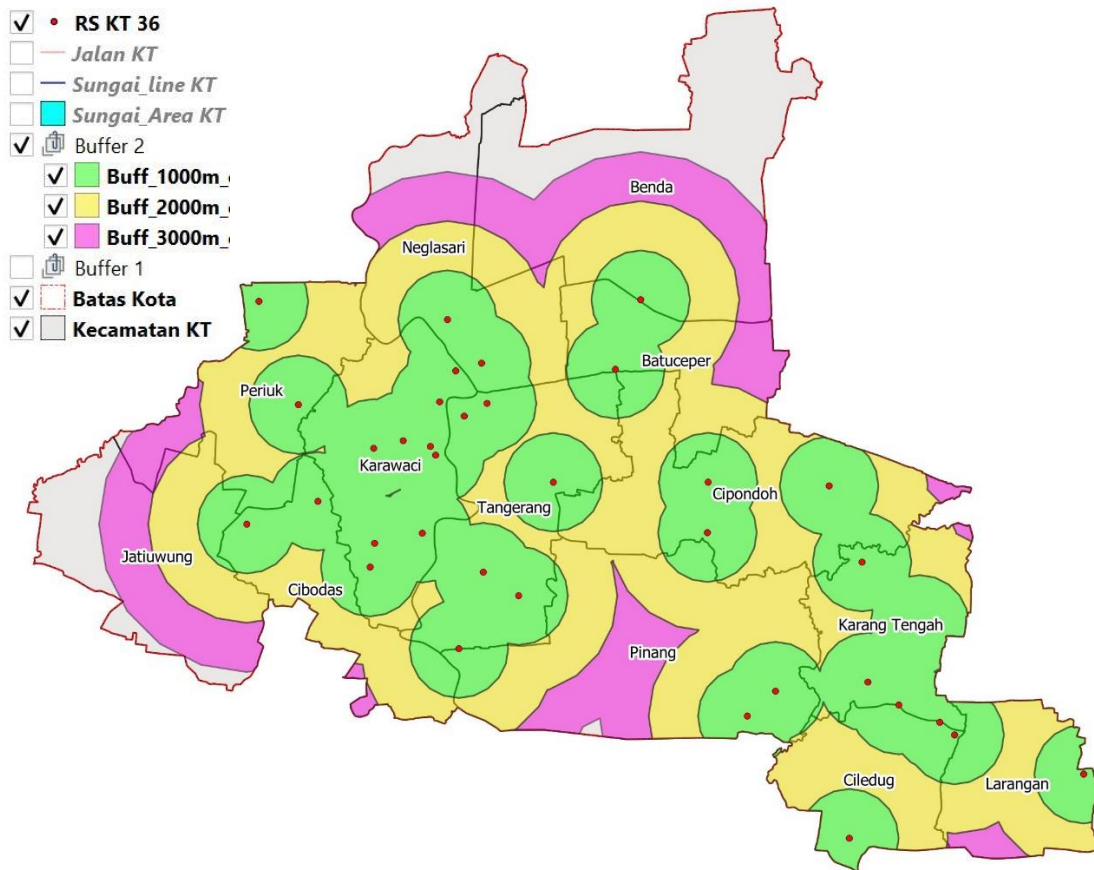 RS KT 36
Jalan KT
Sungai_line KT
Sungai_Area KT
Buffer 2
Buff_1000m_
Buff_2000m_
Buff_3000m_
Buffer 1
Batas Kota
Kecamatan KT
Benda
Neglasari
Batuceper
Periuk
Karawaci
Cipondoh
Tangerang
Jatiuwung
Cibodas
Karang Tengah
Pinang
Ciledug
Larangan